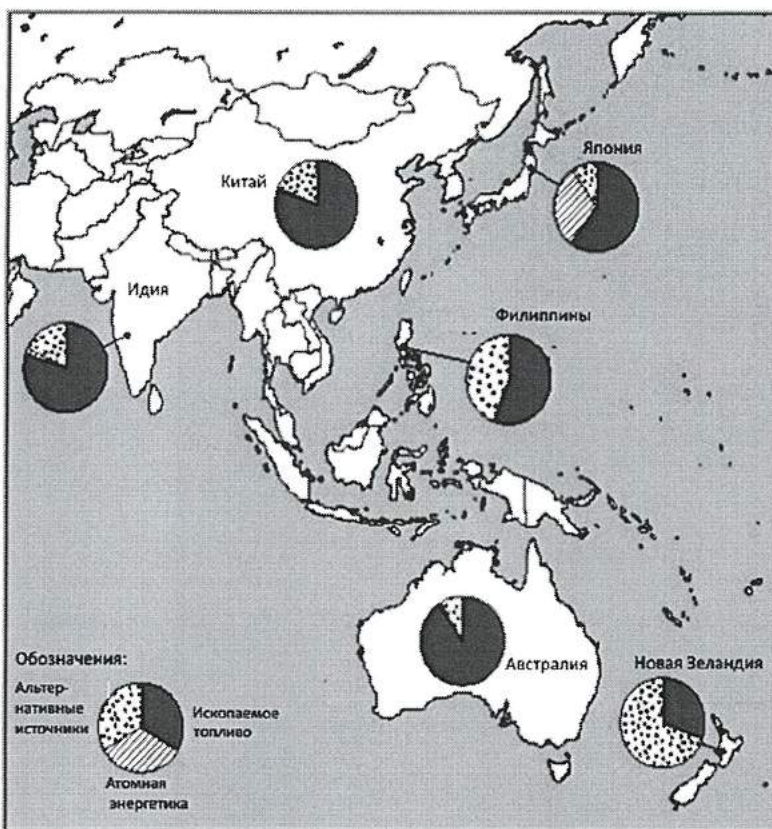 Япония
Китай
Идия
Филиппины
Обозначения:
Альтер-
нативные
источники
Ископаемое
топливо
Атомная
энергетика
Австралия
Новая Зеландия